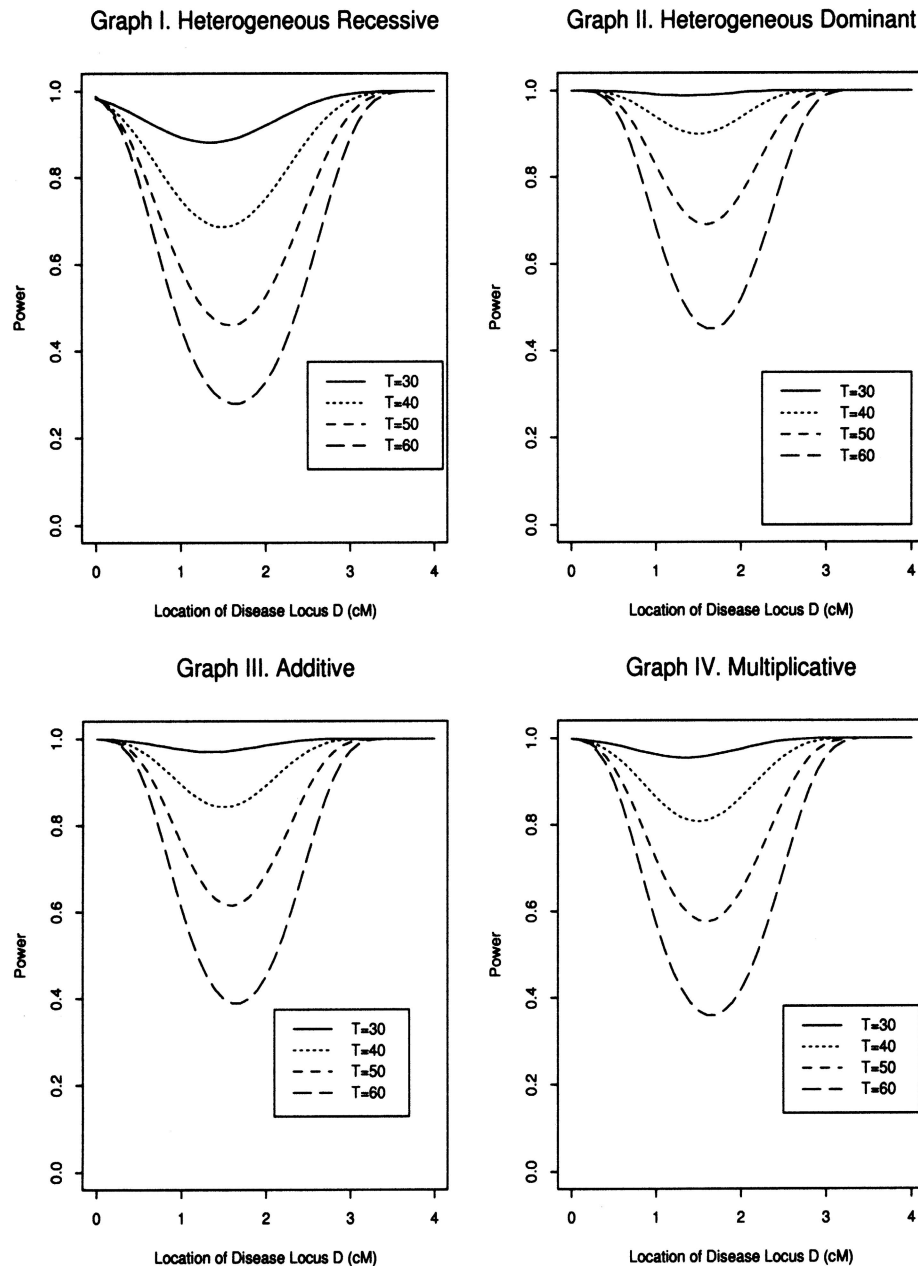 Graph I. Heterogeneous Recessive
Power
1.0
0.8
0.6
0.4
0.2
0.0
T=30
T=40
T=50
T=60
0 1 2 3 4
Location of Disease Locus D (cM)
Graph II. Heterogeneous Dominant
Power
1.0
0.8
0.6
0.4
0.2
0.0
T=30
T=40
T=50
T=60
0 1 2 3 4
Location of Disease Locus D (cM)
Graph III. Additive
Power
1.0
0.8
0.6
0.4
0.2
0.0
T=30
T=40
T=50
T=60
0 1 2 3 4
Location of Disease Locus D (cM)
Graph IV. Multiplicative
Power
1.0
0.8
0.6
0.4
0.2
0.0
T=30
T=40
T=50
T=60
0 1 2 3 4
Location of Disease Locus D (cM)